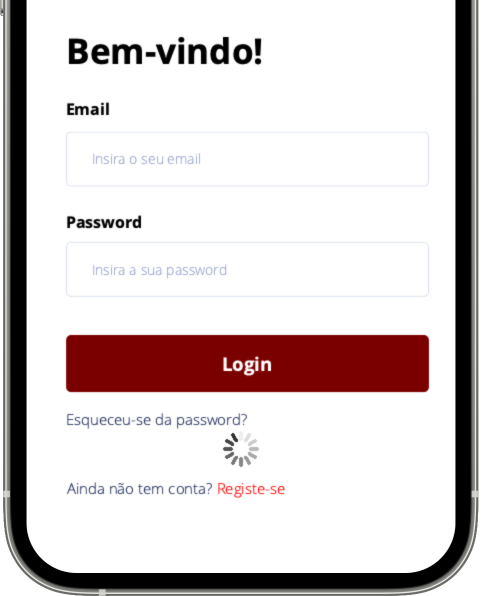 Bem-vindo!
Email
Insira o seu email
Password
Insira a sua password
Login
Esqueceu-se da password?
Ainda não tem conta? Registe-se